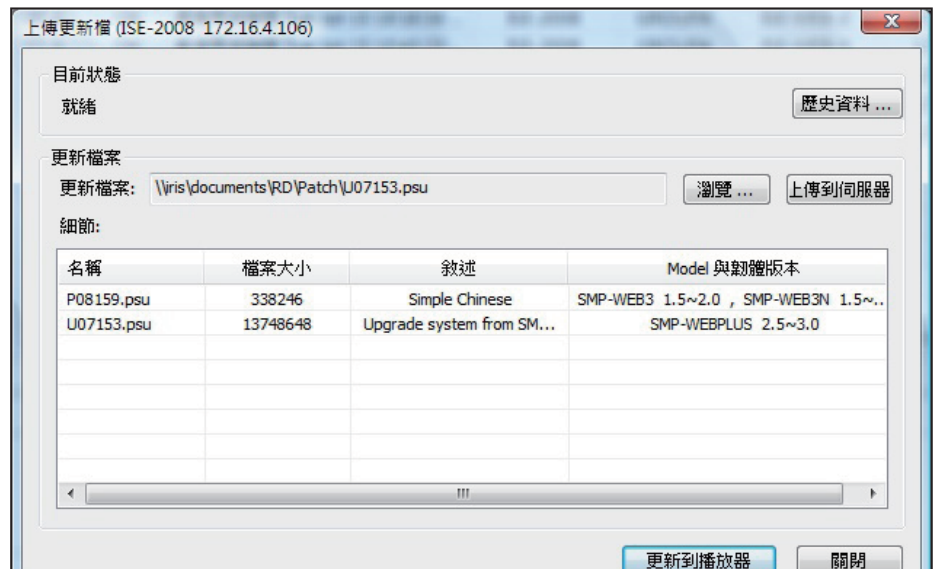 上傳更新檔 (ISE-2008 172.16.4.106)
目前狀態
就緒
歷史資料 ...
更新檔案
更新檔案: \\iris\documents\RD\Patch\U07153.psu 瀏覽 ... 上傳到伺服器
細節:
名稱 檔案大小 敘述 Model 與韌體版本
P08159.psu 338246 Simple Chinese SMP-WEB3 1.5~2.0 , SMP-WEB3N 1.5~..
U07153.psu 13748648 Upgrade system from SM... SMP-WEBPLUS 2.5~3.0
更新到播放器 關閉